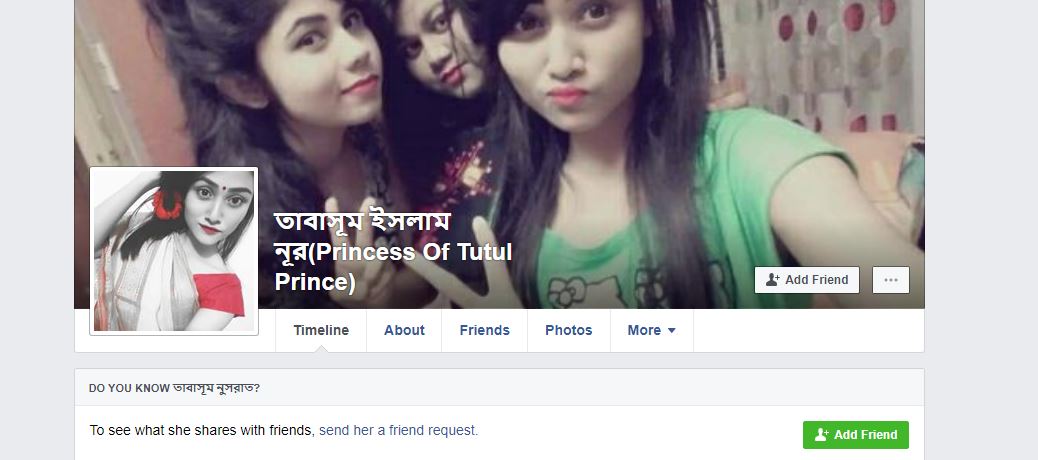 তাবাসূম ইসলাম
নূর(Princess Of Tutul
Prince)
Add Friend
Timeline
About
Friends
Photos
More
DO YOU KNOW তাবাসূম নুসরাত?
To see what she shares with friends, send her a friend request.
Add Friend